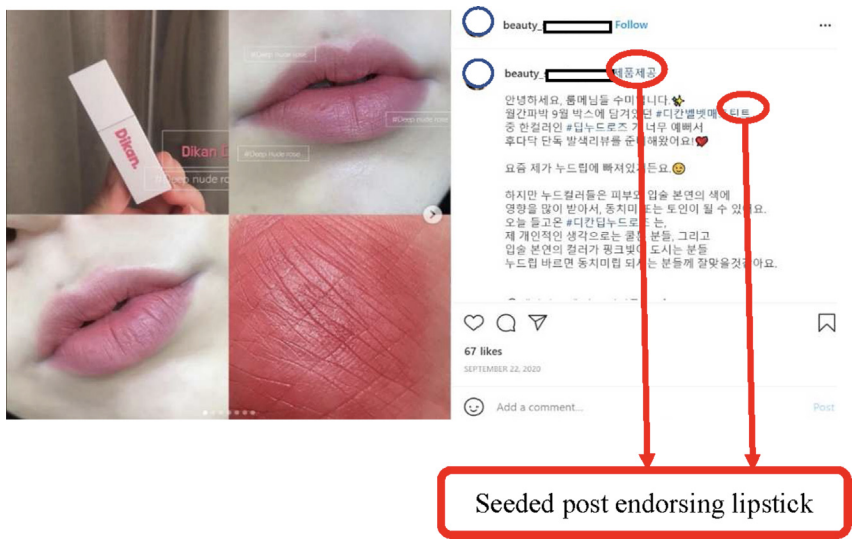 Dikan.
Dikan D
#Deep nude ro
#Deep nude rose
#Deep nude rose
#Deep nude rose
beauty_ Follow
beauty_ 제품제공
안녕하세요, 룸메님들 수미입니다.✨
월간파박 9월 박스에 담겨있던 #디칸벨벳매트틴트
중 한컬러인 #딥누드로즈 가 너무 예뻐서
후다닥 단독 발색리뷰를 준비해왔어요!❤️
요즘 제가 누드립에 빠져있거든요.😉
하지만 누드컬러들은 피부와 입술 본연의 색에
영향을 많이 받아서, 동치미 또는 토인이 될 수 있어요.
오늘 들고온 #디칸딥누드로즈 는,
제 개인적인 생각으로는 쿨톤 분들, 그리고
입술 본연의 컬러가 핑크빛이 도시는 분들
누드립 바르면 동치미립 되시는 분들께 잘맞을것같아요.
67 likes
SEPTEMBER 22, 2020
Add a comment... Post
Seeded post endorsing lipstick